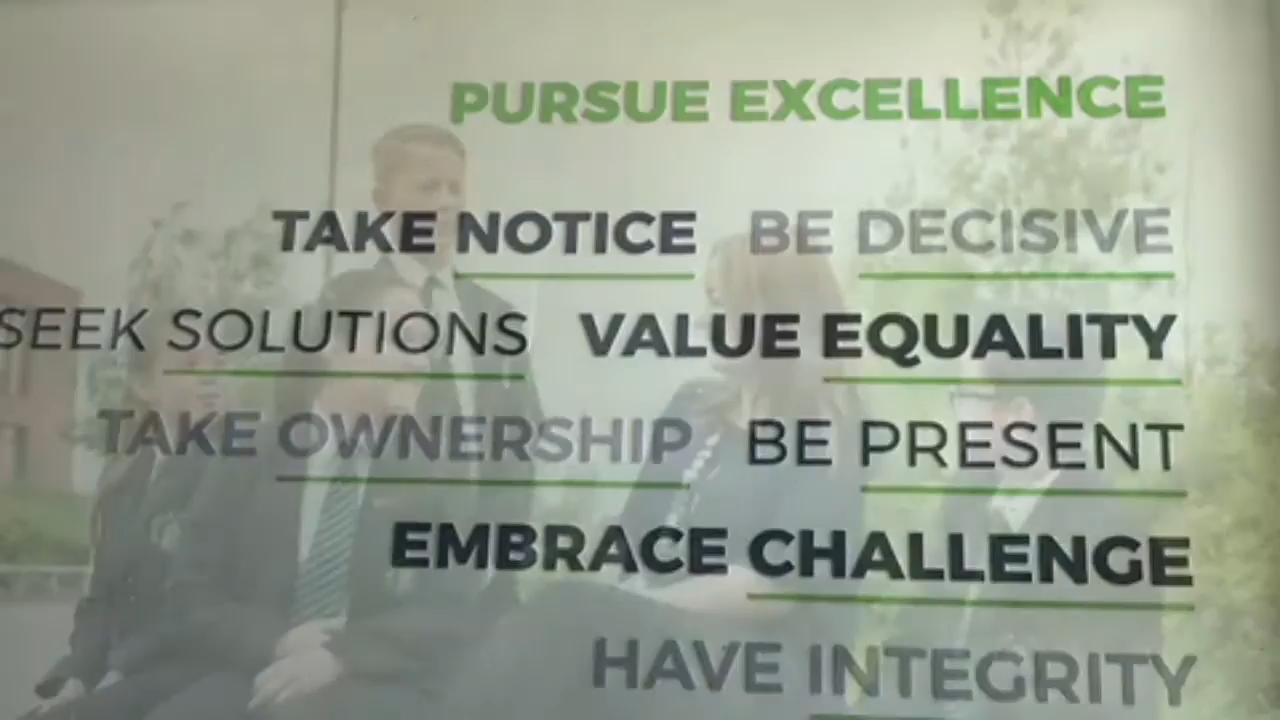 PURSUE EXCELLENCE
TAKE NOTICE BE DECISIVE
SEEK SOLUTIONS VALUE EQUALITY
TAKE OWNERSHIP BE PRESENT
EMBRACE CHALLENGE
HAVE INTEGRITY